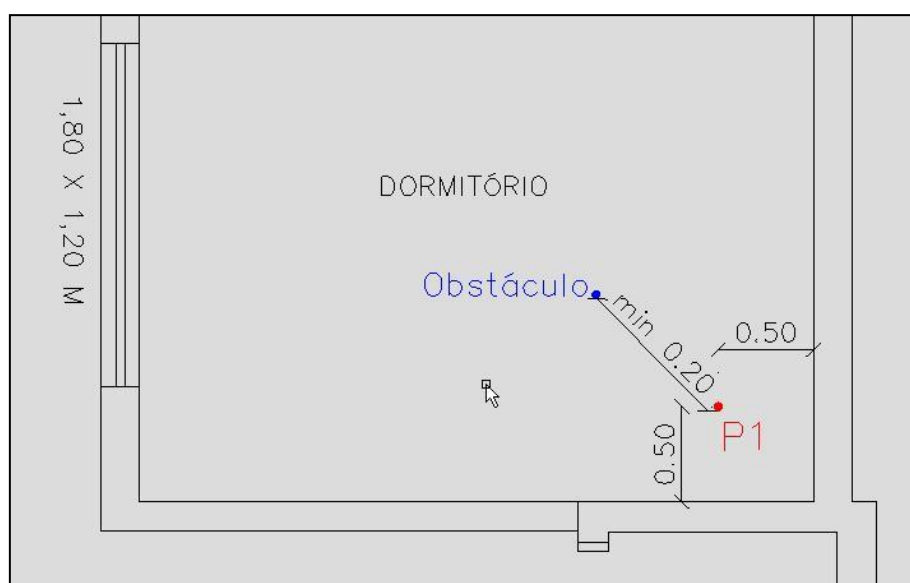 1,80 X 1,20 M
DORMITÓRIO
Obstáculo
min 0.20
0.50
0.50
P1